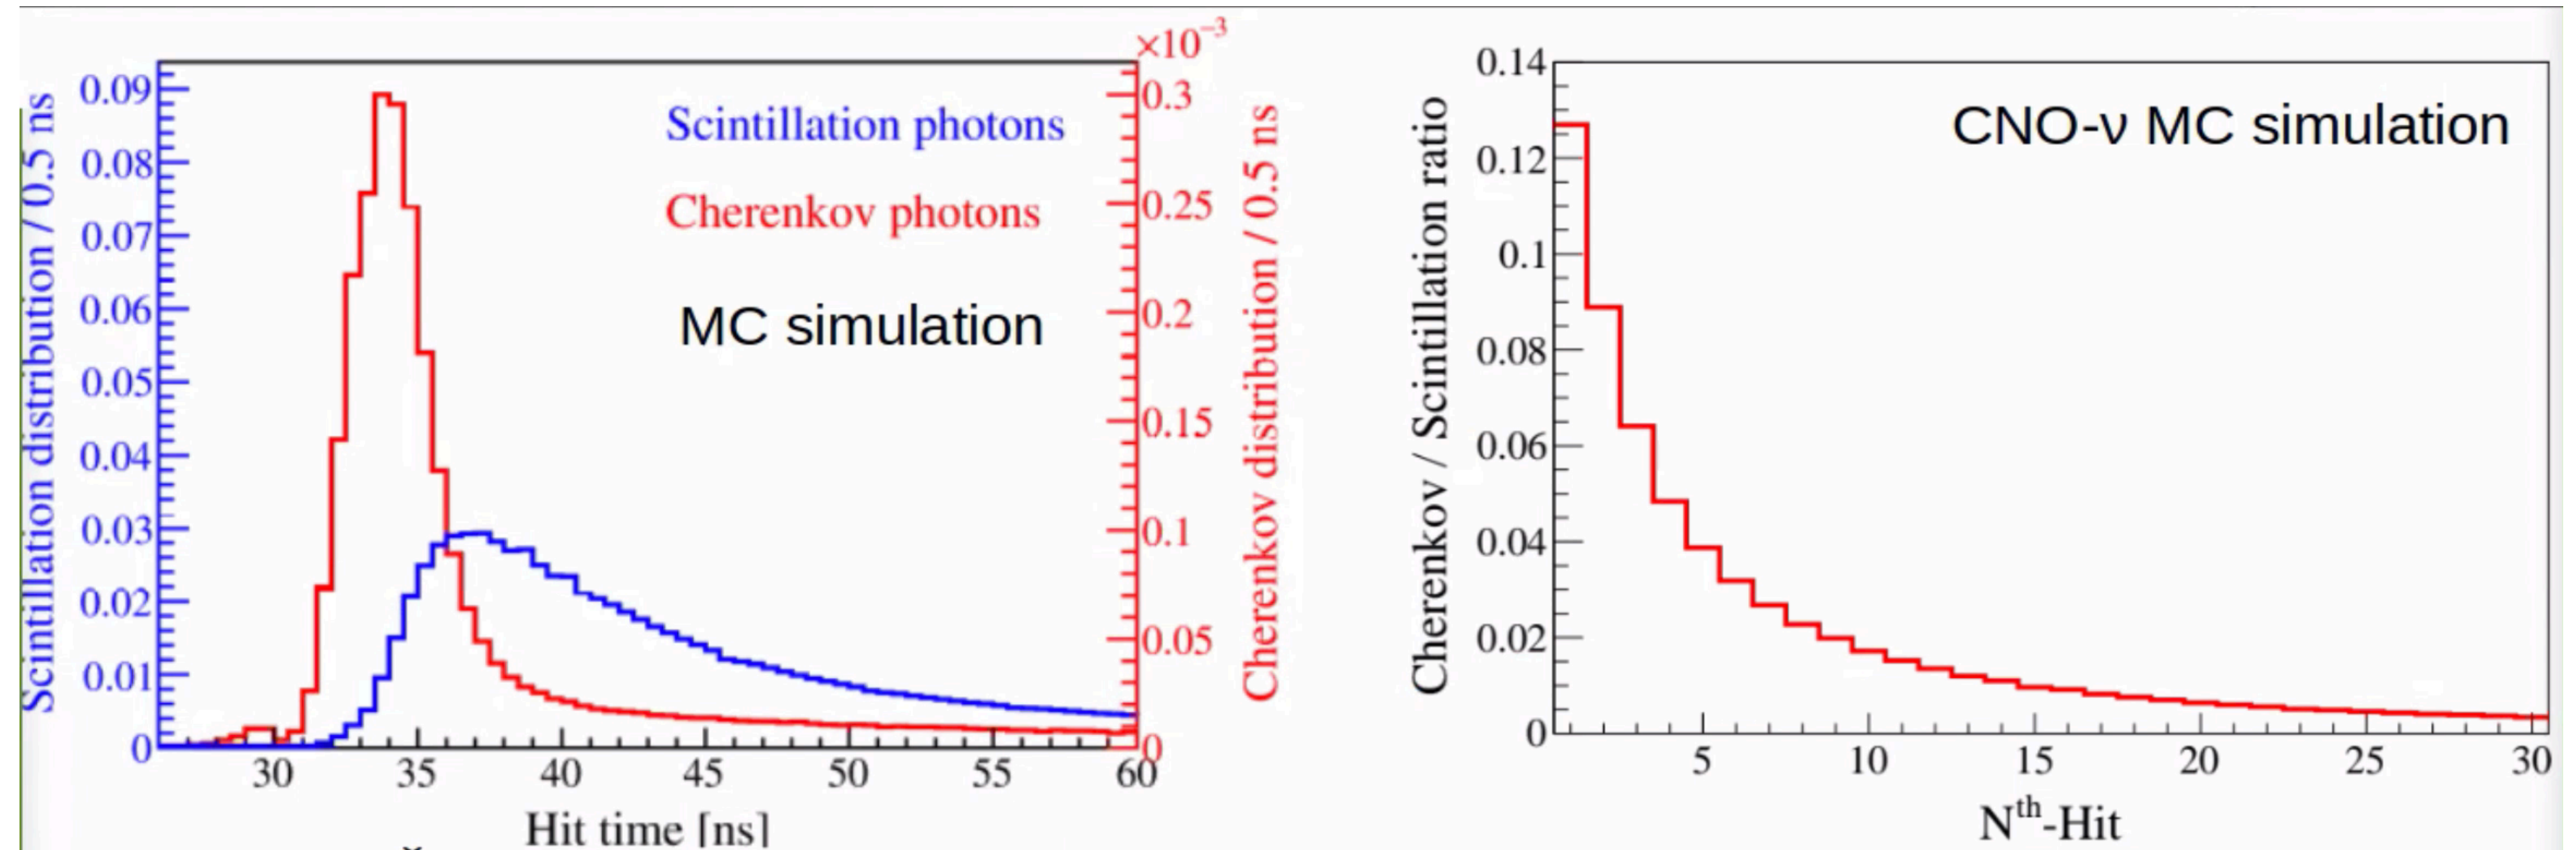 ×10⁻³
0.09
0.08
0.07
0.06
0.05
0.04
0.03
0.02
0.01
0
Scintillation distribution / 0.5 ns
Scintillation photons
Cherenkov photons
MC simulation
0.3
0.25
0.2
0.15
0.1
0.05
0
Cherenkov distribution / 0.5 ns
30 35 40 45 50 55 60
Hit time [ns]
0.14
0.12
0.1
0.08
0.06
0.04
0.02
0
Cherenkov / Scintillation ratio
CNO-ν MC simulation
5 10 15 20 25 30
Nᵗʰ-Hit